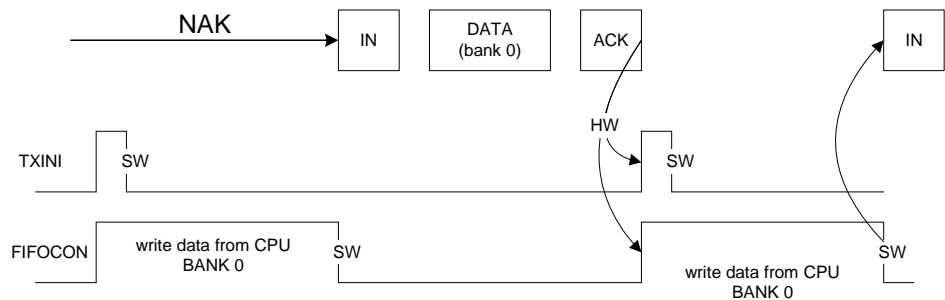 NAK
IN
DATA
(bank 0)
ACK
IN
HW
TXINI
SW
SW
FIFOCON
write data from CPU
BANK 0
SW
write data from CPU
BANK 0
SW